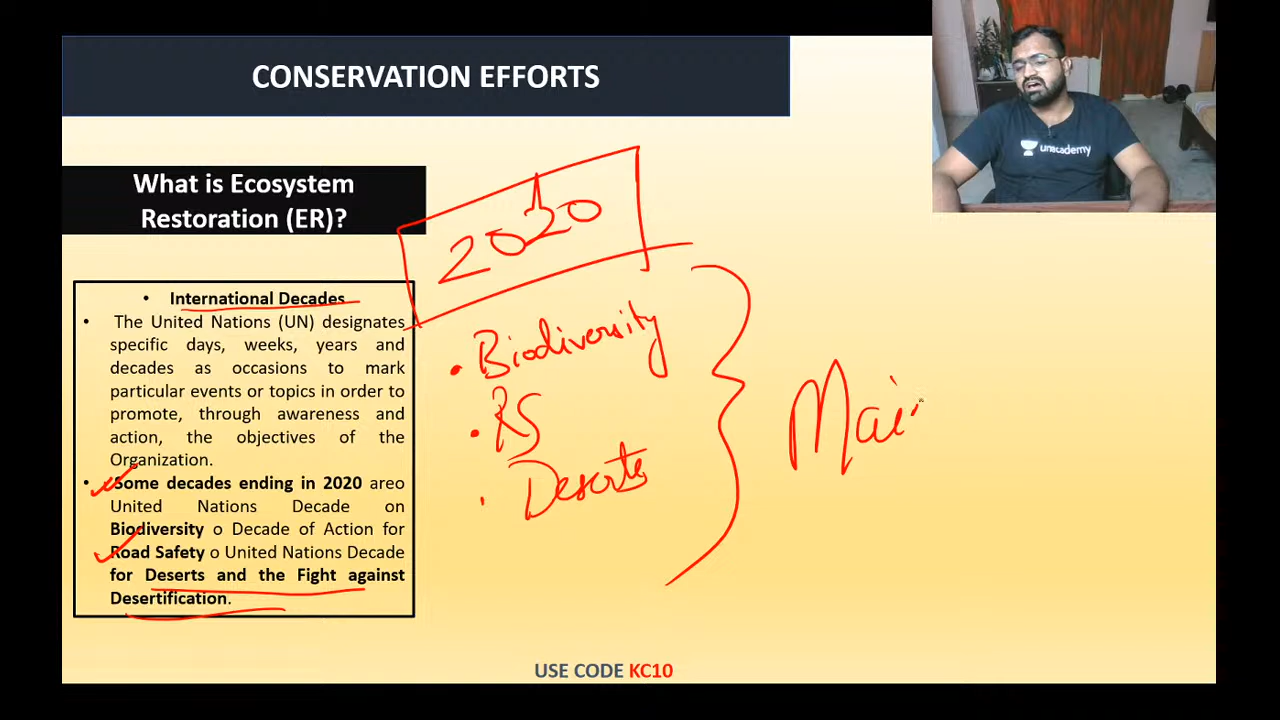 CONSERVATION EFFORTS
unacademy
What is Ecosystem
Restoration (ER)?
2020
• International Decades
• The United Nations (UN) designates
specific days, weeks, years and
decades as occasions to mark
particular events or topics in order to
promote, through awareness and
action, the objectives of the
Organization.
• Some decades ending in 2020 areo
United Nations Decade on
Biodiversity o Decade of Action for
Road Safety o United Nations Decade
for Deserts and the Fight against
Desertification.
• Biodiversity
• RS
• Deserts
Mai
USE CODE KC10